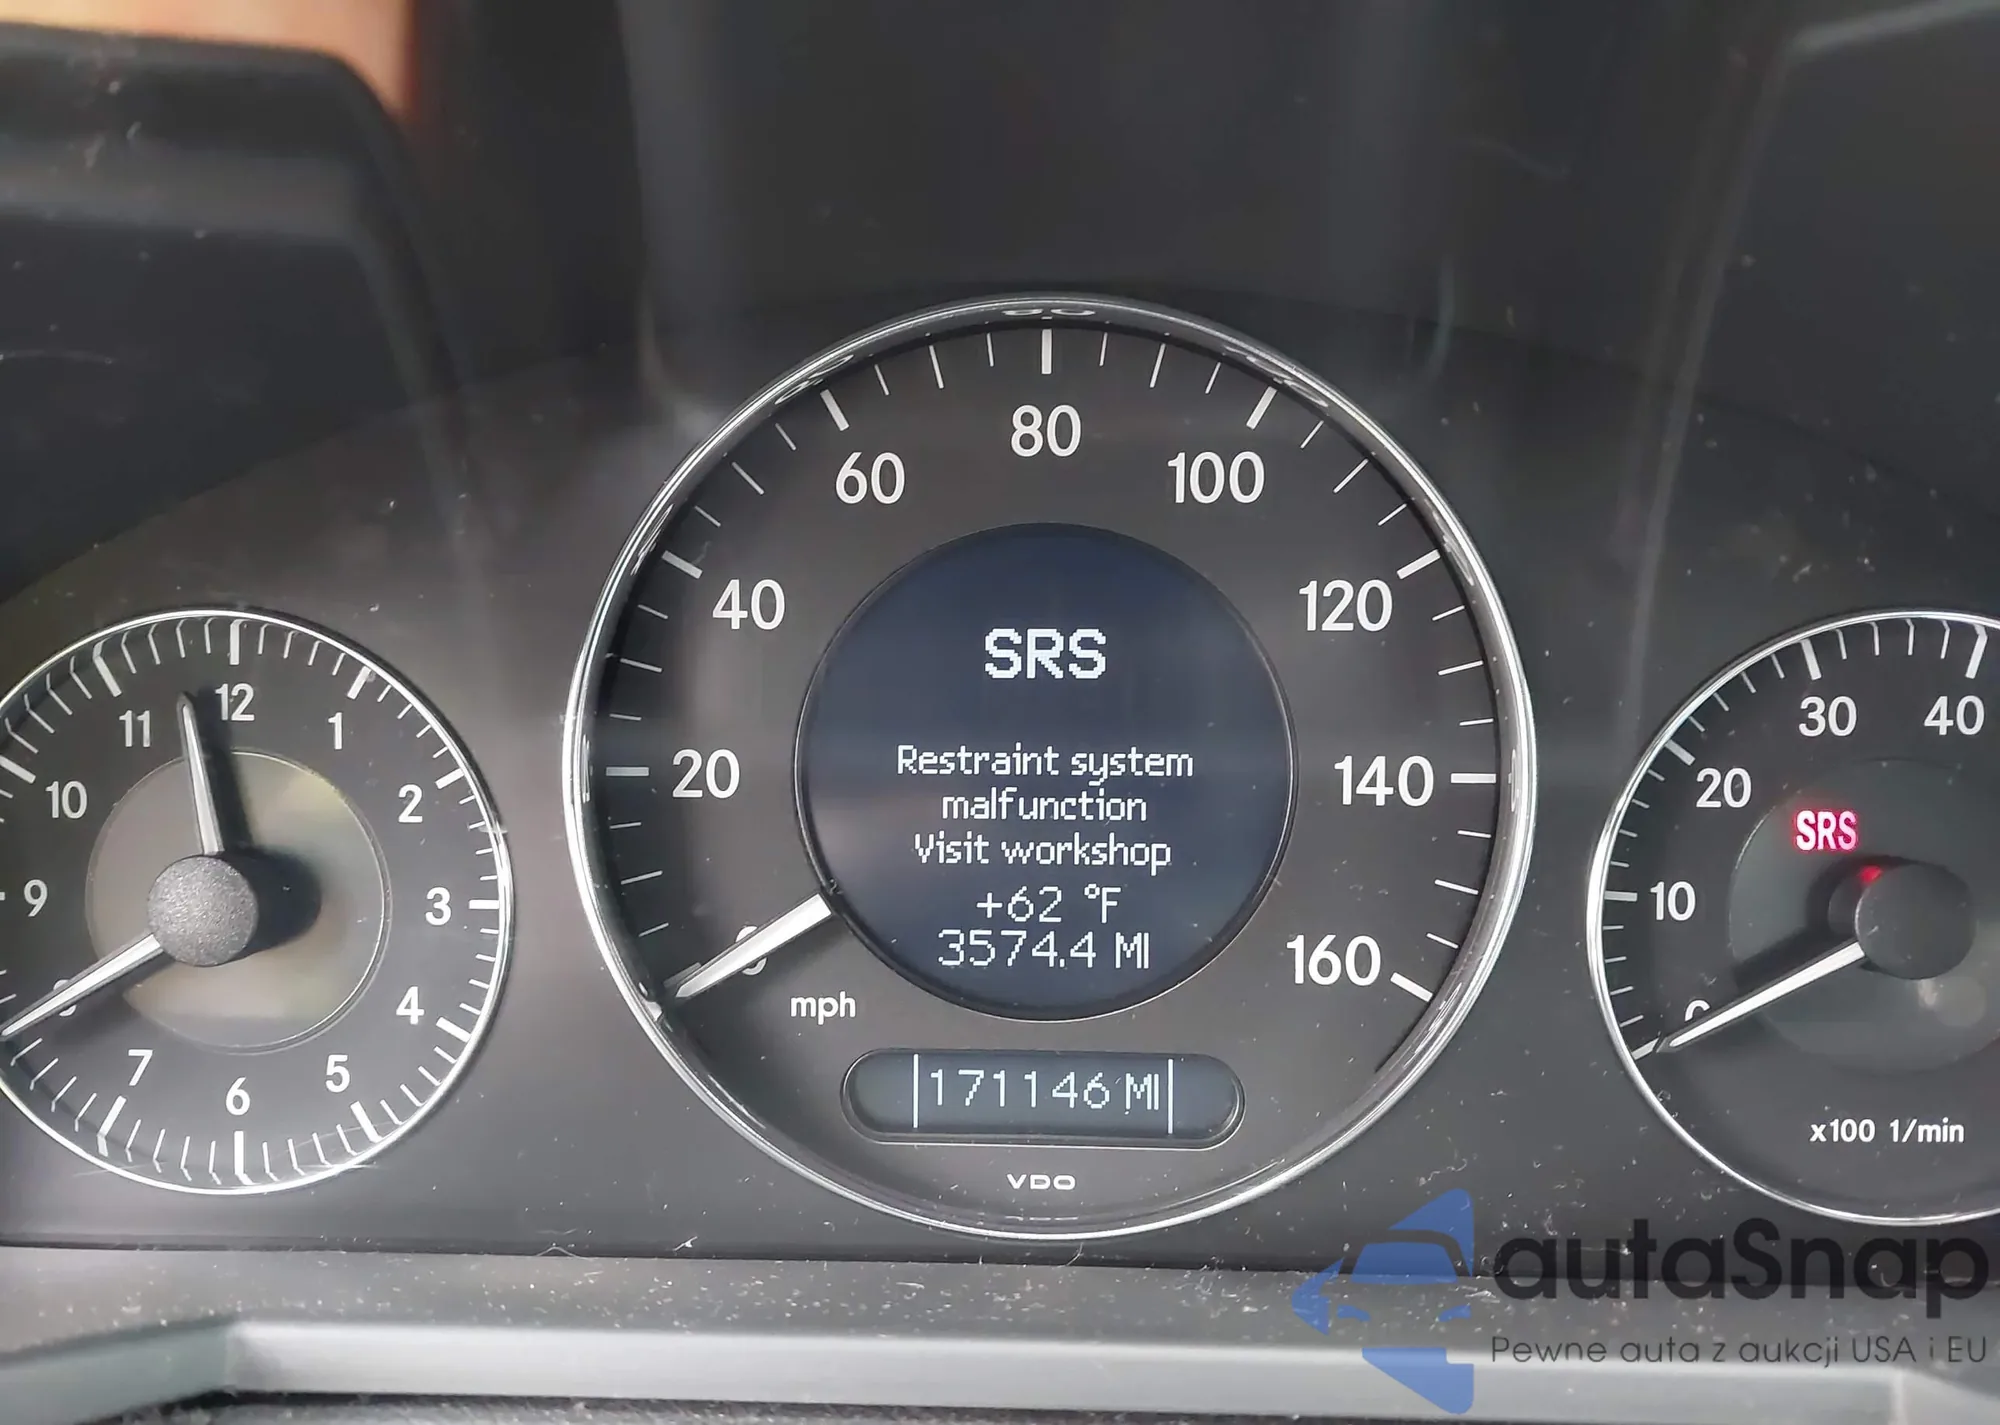 80
60
100
40
120
20
140
160
mph
SRS
Restraint system
malfunction
Visit workshop
+62 °F
3574.4 MI
171146 MI
VDO
12
11
1
10
2
9
3
4
7
5
6
30
40
20
SRS
10
x100 1/min
autaSnap
Pewne auta z aukcji USA i EU